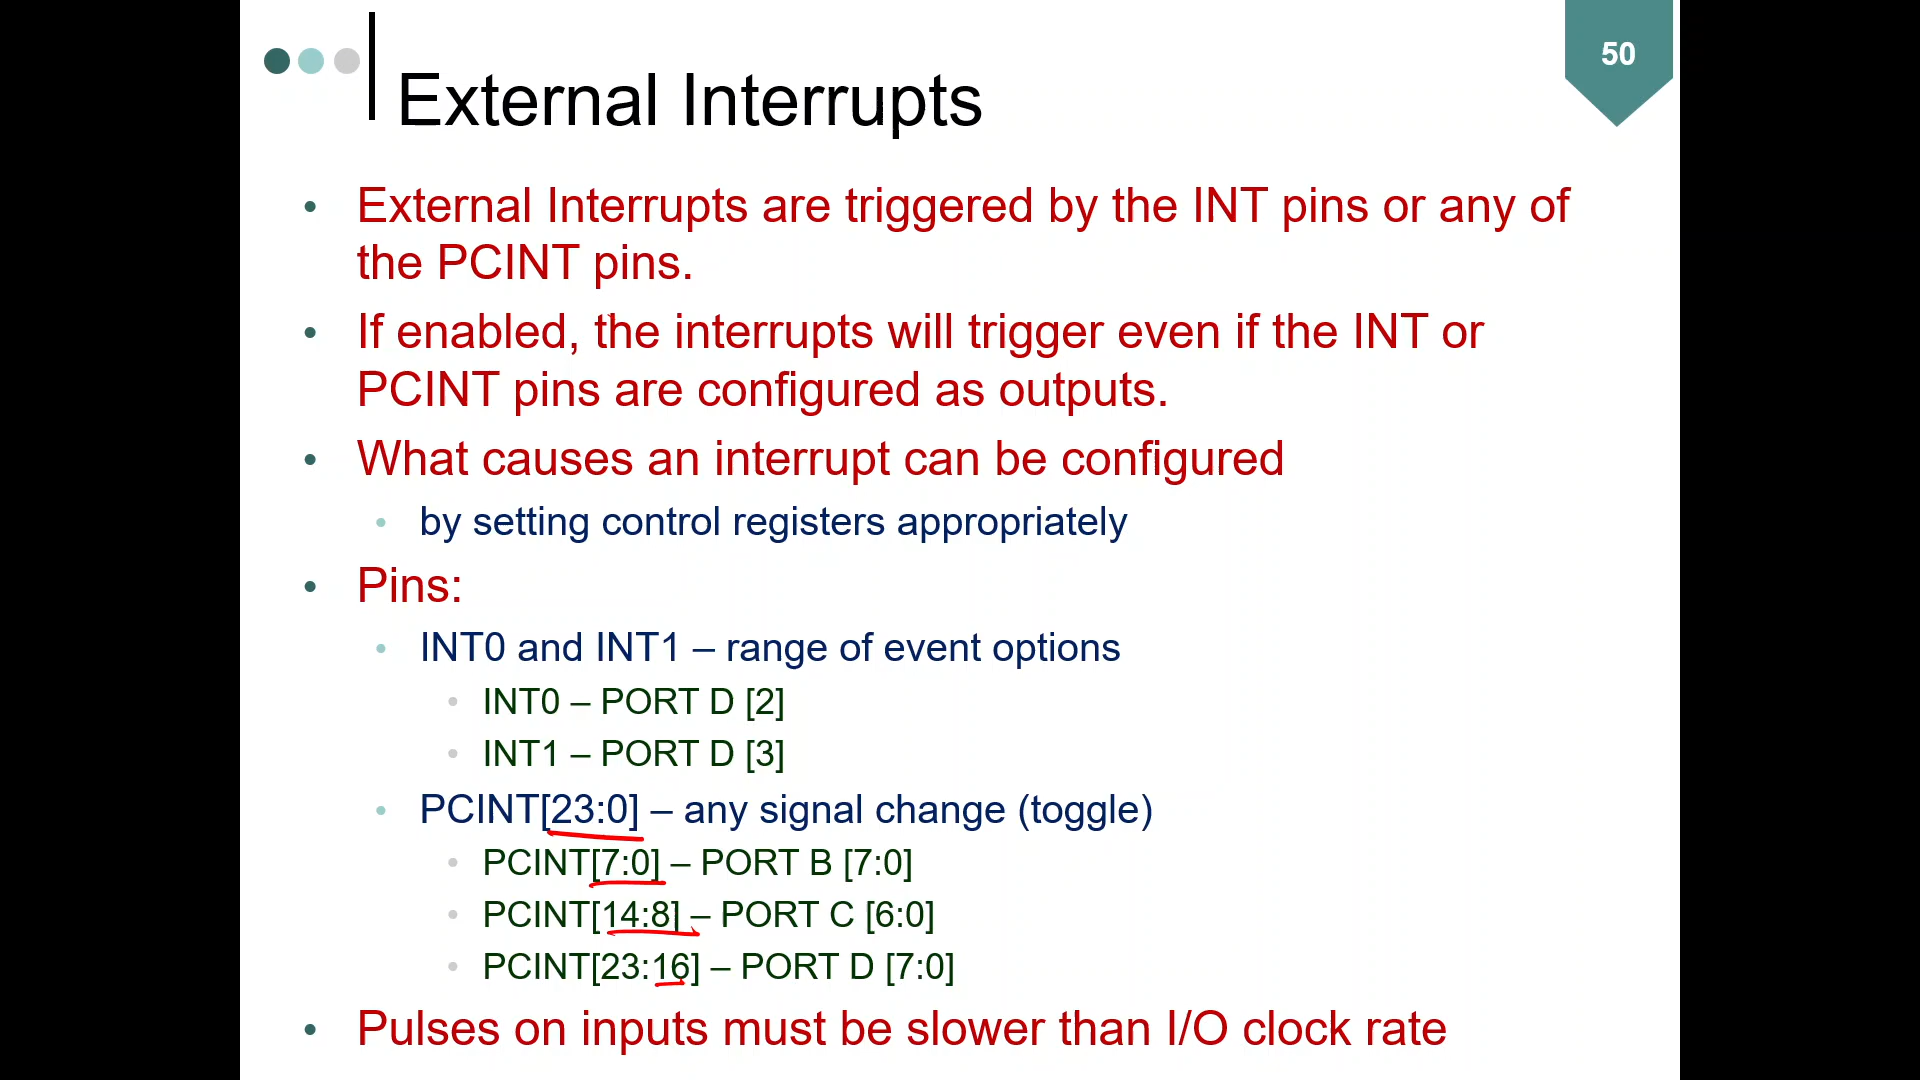 50
External Interrupts
• External Interrupts are triggered by the INT pins or any of
the PCINT pins.
• If enabled, the interrupts will trigger even if the INT or
PCINT pins are configured as outputs.
• What causes an interrupt can be configured
• by setting control registers appropriately
• Pins:
• INT0 and INT1 – range of event options
• INT0 – PORT D [2]
• INT1 – PORT D [3]
• PCINT[23:0] – any signal change (toggle)
• PCINT[7:0] – PORT B [7:0]
• PCINT[14:8] – PORT C [6:0]
• PCINT[23:16] – PORT D [7:0]
• Pulses on inputs must be slower than I/O clock rate